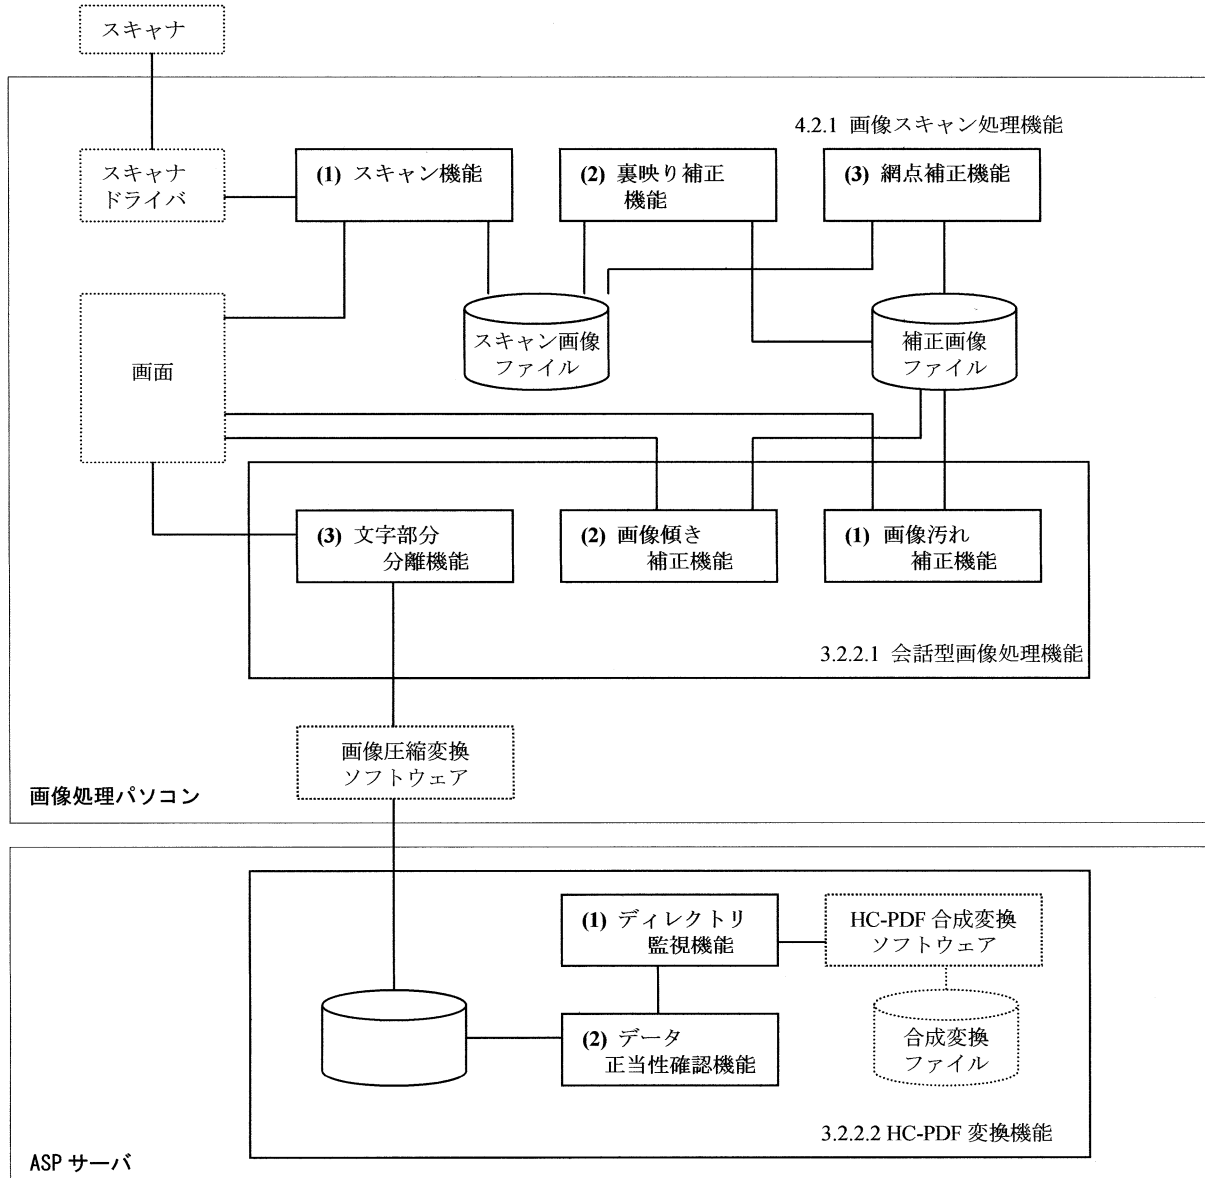 スキャナ
4.2.1 画像スキャン処理機能
スキャナ
ドライバ
(1) スキャン機能
(2) 裏映り補正
機能
(3) 網点補正機能
画面
スキャン画像
ファイル
補正画像
ファイル
(3) 文字部分
分離機能
(2) 画像傾き
補正機能
(1) 画像汚れ
補正機能
3.2.2.1 会話型画像処理機能
画像圧縮変換
ソフトウェア
画像処理パソコン
(1) ディレクトリ
監視機能
HC-PDF 合成変換
ソフトウェア
(2) データ
正当性確認機能
合成変換
ファイル
3.2.2.2 HC-PDF 変換機能
ASP サーバ